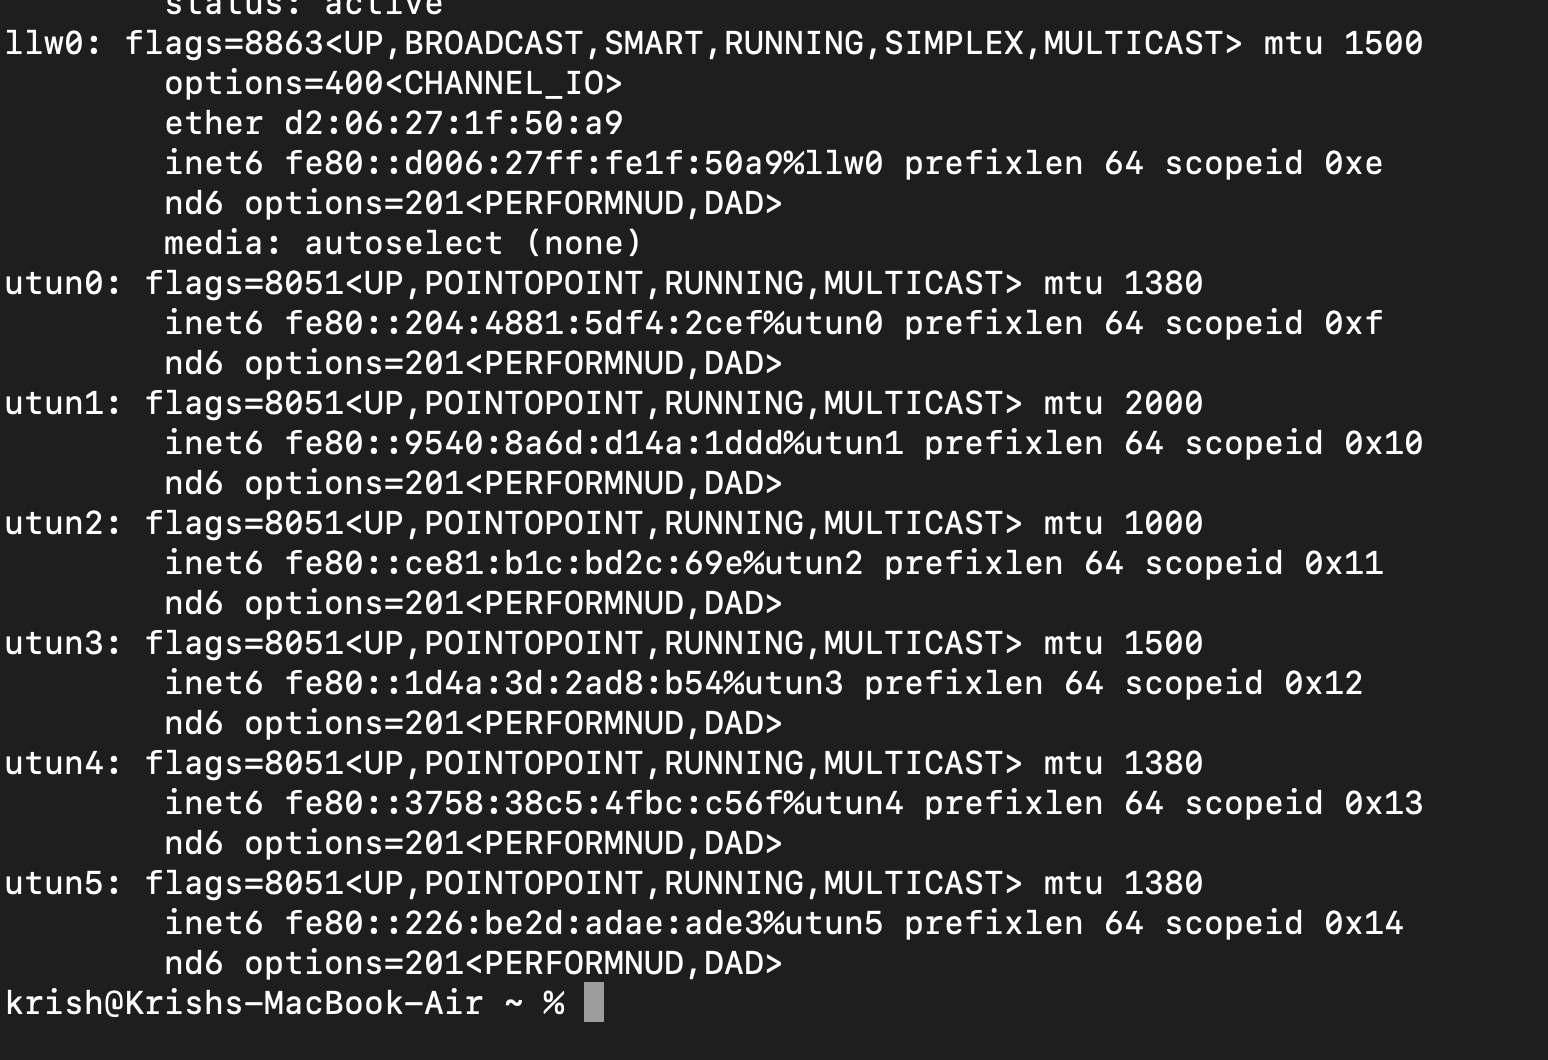 status: active
llw0: flags=8863<UP,BROADCAST,SMART,RUNNING,SIMPLEX,MULTICAST> mtu 1500
options=400<CHANNEL_IO>
ether d2:06:27:1f:50:a9
inet6 fe80::d006:27ff:fe1f:50a9%llw0 prefixlen 64 scopeid 0xe
nd6 options=201<PERFORMNUD,DAD>
media: autoselect (none)
utun0: flags=8051<UP,POINTOPOINT,RUNNING,MULTICAST> mtu 1380
inet6 fe80::204:4881:5df4:2cef%utun0 prefixlen 64 scopeid 0xf
nd6 options=201<PERFORMNUD,DAD>
utun1: flags=8051<UP,POINTOPOINT,RUNNING,MULTICAST> mtu 2000
inet6 fe80::9540:8a6d:d14a:1ddd%utun1 prefixlen 64 scopeid 0x10
nd6 options=201<PERFORMNUD,DAD>
utun2: flags=8051<UP,POINTOPOINT,RUNNING,MULTICAST> mtu 1000
inet6 fe80::ce81:b1c:bd2c:69e%utun2 prefixlen 64 scopeid 0x11
nd6 options=201<PERFORMNUD,DAD>
utun3: flags=8051<UP,POINTOPOINT,RUNNING,MULTICAST> mtu 1500
inet6 fe80::1d4a:3d:2ad8:b54%utun3 prefixlen 64 scopeid 0x12
nd6 options=201<PERFORMNUD,DAD>
utun4: flags=8051<UP,POINTOPOINT,RUNNING,MULTICAST> mtu 1380
inet6 fe80::3758:38c5:4fbc:c56f%utun4 prefixlen 64 scopeid 0x13
nd6 options=201<PERFORMNUD,DAD>
utun5: flags=8051<UP,POINTOPOINT,RUNNING,MULTICAST> mtu 1380
inet6 fe80::226:be2d:adae:ade3%utun5 prefixlen 64 scopeid 0x14
nd6 options=201<PERFORMNUD,DAD>
krish@Krishs-MacBook-Air ~ %